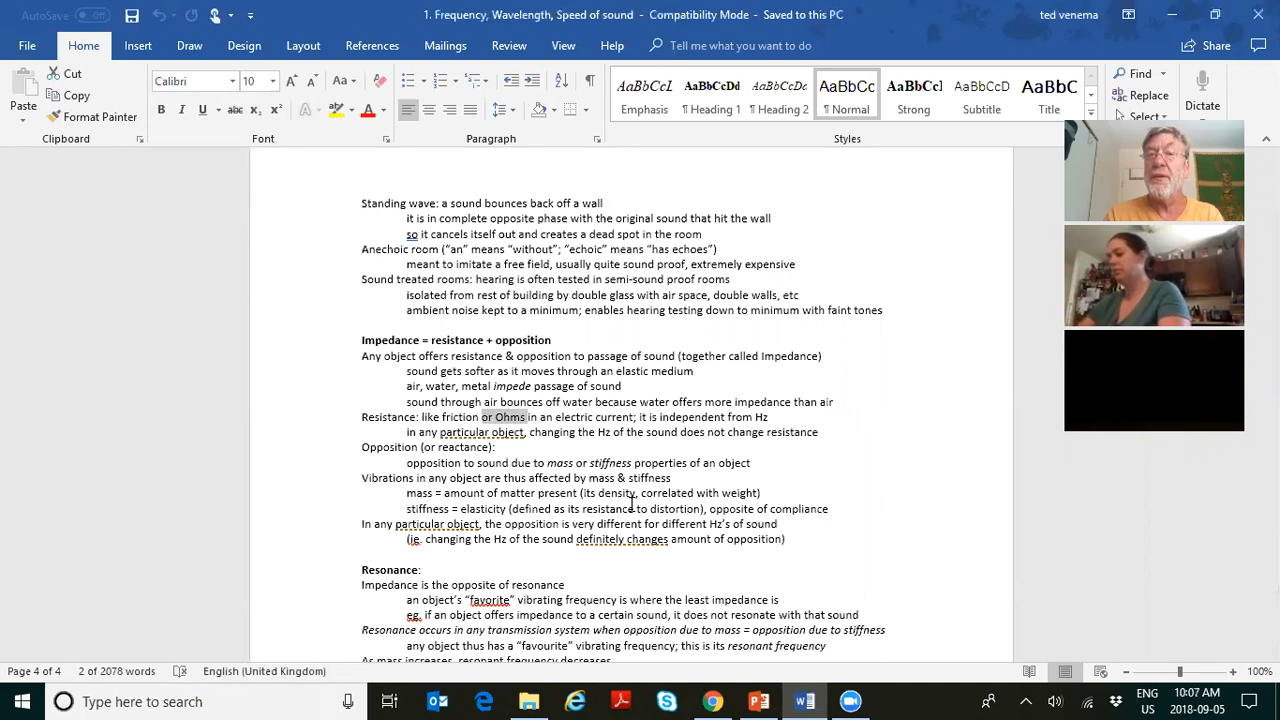 AutoSave Off
1. Frequency, Wavelength, Speed of sound - Compatibility Mode - Saved to this PC
ted venema
File Home Insert Draw Design Layout References Mailings Review View Help Tell me what you want to do Share
Paste
Cut
Copy
Format Painter
Clipboard
Calibri 10
Font
Paragraph
AaBbCcL AaBbCcDd AaBbCcDc AaBbCc AaBbCcl AaBbCcDd AaBbCc
Emphasis ¶ Heading 1 ¶ Heading 2 ¶ Normal Strong Subtitle Title
Styles
Find
Replace
Select
Dictate
Standing wave: a sound bounces back off a wall
it is in complete opposite phase with the original sound that hit the wall
so it cancels itself out and creates a dead spot in the room
Anechoic room ("an" means "without"; "echoic" means "has echoes")
meant to imitate a free field, usually quite sound proof, extremely expensive
Sound treated rooms: hearing is often tested in semi-sound proof rooms
isolated from rest of building by double glass with air space, double walls, etc
ambient noise kept to a minimum; enables hearing testing down to minimum with faint tones
Impedance = resistance + opposition
Any object offers resistance & opposition to passage of sound (together called Impedance)
sound gets softer as it moves through an elastic medium
air, water, metal impede passage of sound
sound through air bounces off water because water offers more impedance than air
Resistance: like friction or Ohms in an electric current; it is independent from Hz
in any particular object, changing the Hz of the sound does not change resistance
Opposition (or reactance):
opposition to sound due to mass or stiffness properties of an object
Vibrations in any object are thus affected by mass & stiffness
mass = amount of matter present (its density, correlated with weight)
stiffness = elasticity (defined as its resistance to distortion), opposite of compliance
In any particular object, the opposition is very different for different Hz's of sound
(ie. changing the Hz of the sound definitely changes amount of opposition)
Resonance:
Impedance is the opposite of resonance
an object's "favorite" vibrating frequency is where the least impedance is
eg. if an object offers impedance to a certain sound, it does not resonate with that sound
Resonance occurs in any transmission system when opposition due to mass = opposition due to stiffness
any object thus has a "favourite" vibrating frequency; this is its resonant frequency
As mass increases, resonant frequency decreases
Page 4 of 4 2 of 2078 words English (United Kingdom) 100%
Type here to search
ENG
US
10:07 AM
2018-09-05